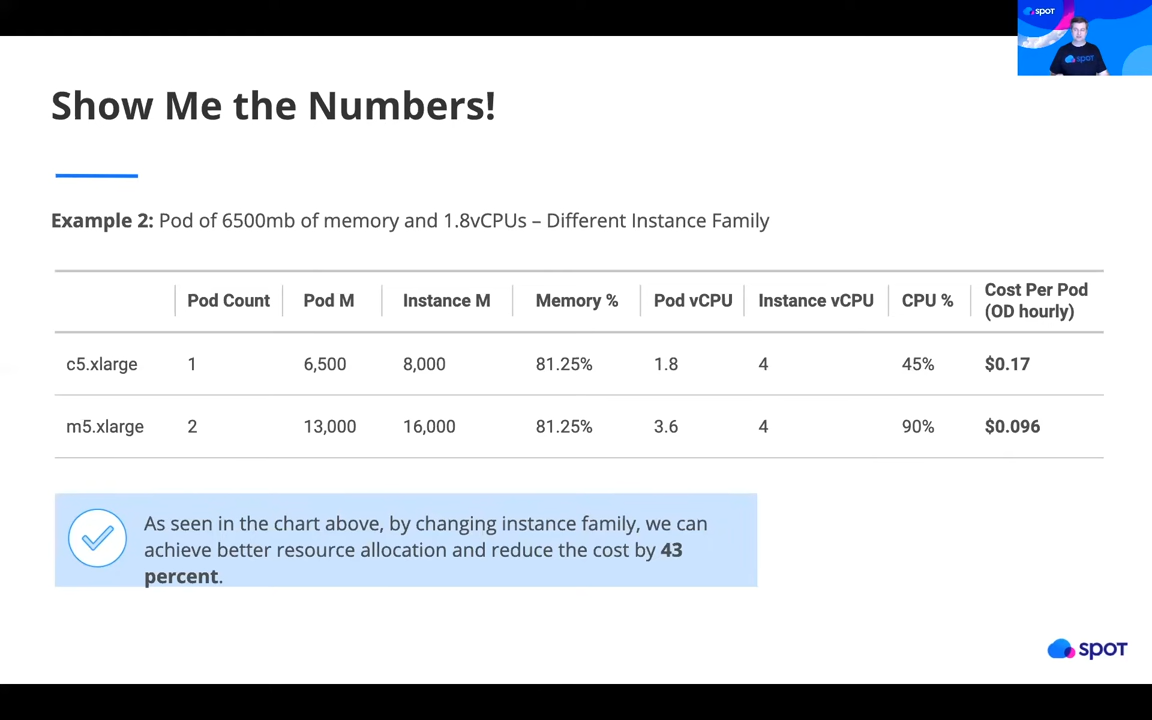 spot
Show Me the Numbers!
Example 2: Pod of 6500mb of memory and 1.8vCPUs – Different Instance Family
Pod Count Pod M Instance M Memory % Pod vCPU Instance vCPU CPU % Cost Per Pod (OD hourly)
c5.xlarge 1 6,500 8,000 81.25% 1.8 4 45% $0.17
m5.xlarge 2 13,000 16,000 81.25% 3.6 4 90% $0.096
As seen in the chart above, by changing instance family, we can
achieve better resource allocation and reduce the cost by 43
percent.
spot
spot